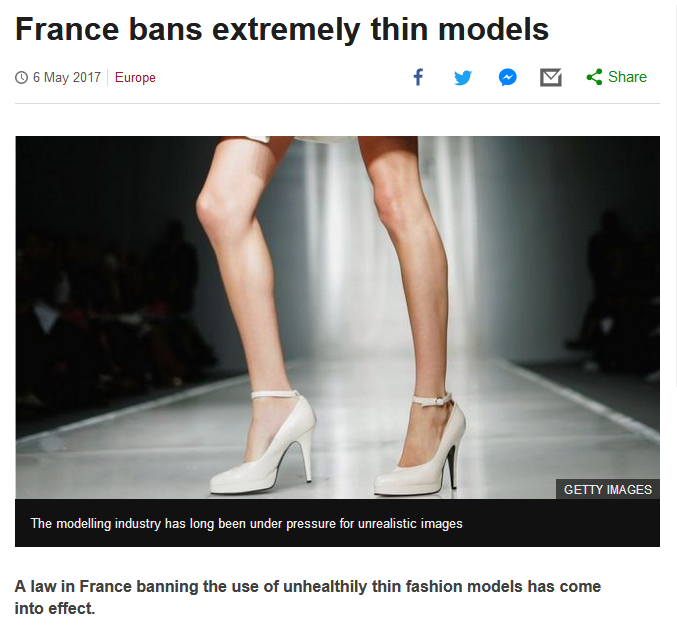 France bans extremely thin models
6 May 2017 Europe
Share
GETTY IMAGES
The modelling industry has long been under pressure for unrealistic images
A law in France banning the use of unhealthily thin fashion models has come
into effect.